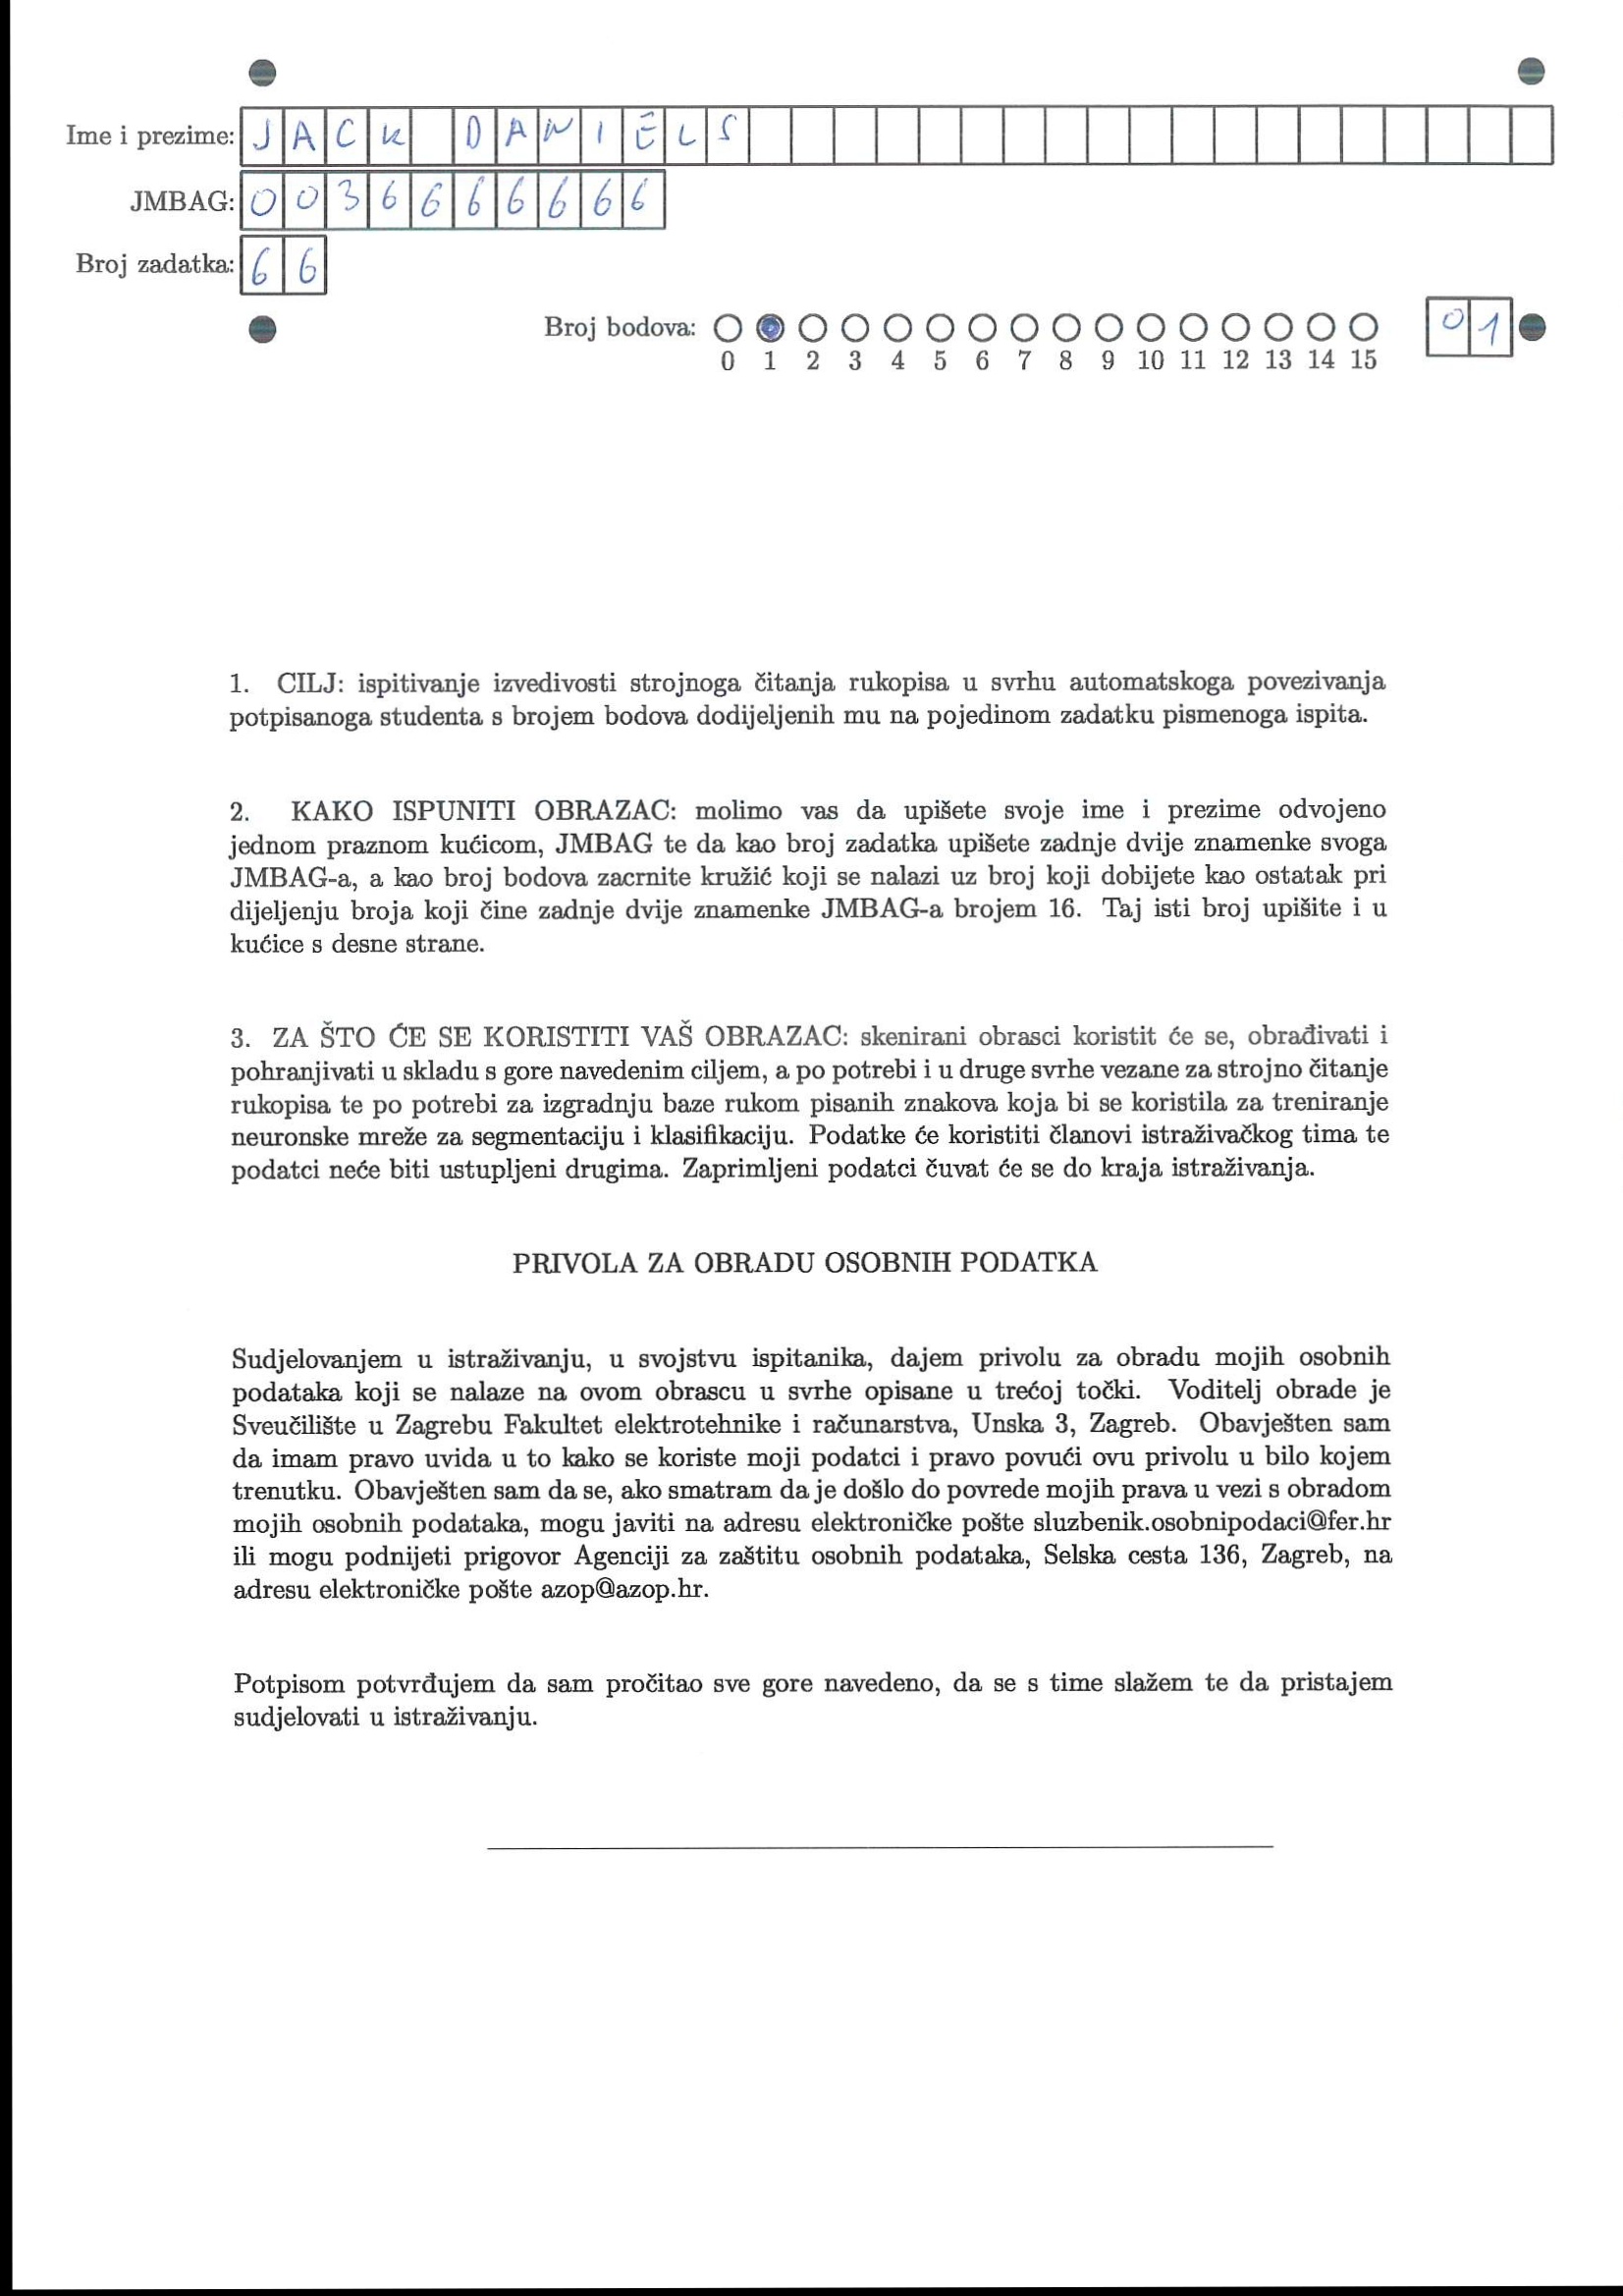 Ime i prezime: JACK DANIELS
JMBAG: 0036666666
Broj zadatka: 66
Broj bodova: 01
0 1 2 3 4 5 6 7 8 9 10 11 12 13 14 15
1. CILJ: ispitivanje izvedivosti strojnoga čitanja rukopisa u svrhu automatskoga povezivanja
potpisanoga studenta s brojem bodova dodijeljenih mu na pojedinom zadatku pismenoga ispita.
2. KAKO ISPUNITI OBRAZAC: molimo vas da upišete svoje ime i prezime odvojeno
jednom praznom kućicom, JMBAG te da kao broj zadatka upišete zadnje dvije znamenke svoga
JMBAG-a, a kao broj bodova zacrnite kružić koji se nalazi uz broj koji dobijete kao ostatak pri
dijeljenju broja koji čine zadnje dvije znamenke JMBAG-a brojem 16. Taj isti broj upišite i u
kućice s desne strane.
3. ZA ŠTO ĆE SE KORISTITI VAŠ OBRAZAC: skenirani obrasci koristit će se, obrađivati i
pohranjivati u skladu s gore navedenim ciljem, a po potrebi i u druge svrhe vezane za strojno čitanje
rukopisa te po potrebi za izgradnju baze rukom pisanih znakova koja bi se koristila za treniranje
neuronske mreže za segmentaciju i klasifikaciju. Podatke će koristiti članovi istraživačkog tima te
podatci neće biti ustupljeni drugima. Zaprimljeni podatci čuvat će se do kraja istraživanja.
PRIVOLA ZA OBRADU OSOBNIH PODATKA
Sudjelovanjem u istraživanju, u svojstvu ispitanika, dajem privolu za obradu mojih osobnih
podataka koji se nalaze na ovom obrascu u svrhe opisane u trećoj točki. Voditelj obrade je
Sveučilište u Zagrebu Fakultet elektrotehnike i računarstva, Unska 3, Zagreb. Obavješten sam
da imam pravo uvida u to kako se koriste moji podatci i pravo povući ovu privolu u bilo kojem
trenutku. Obavješten sam da se, ako smatram da je došlo do povrede mojih prava u vezi s obradom
mojih osobnih podataka, mogu javiti na adresu elektroničke pošte sluzbenik.osobnipodaci@fer.hr
ili mogu podnijeti prigovor Agenciji za zaštitu osobnih podataka, Selska cesta 136, Zagreb, na
adresu elektroničke pošte azop@azop.hr.
Potpisom potvrđujem da sam pročitao sve gore navedeno, da se s time slažem te da pristajem
sudjelovati u istraživanju.